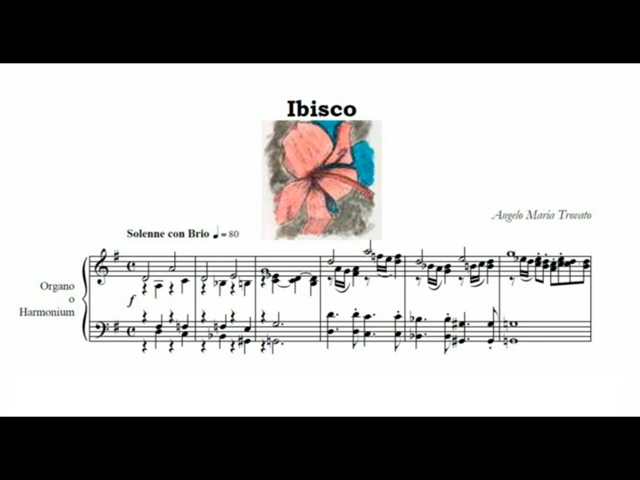 Ibisco
Angelo Maria Trovato
Solenne con Brio ♩ = 80
Organo
o
Harmonium
f